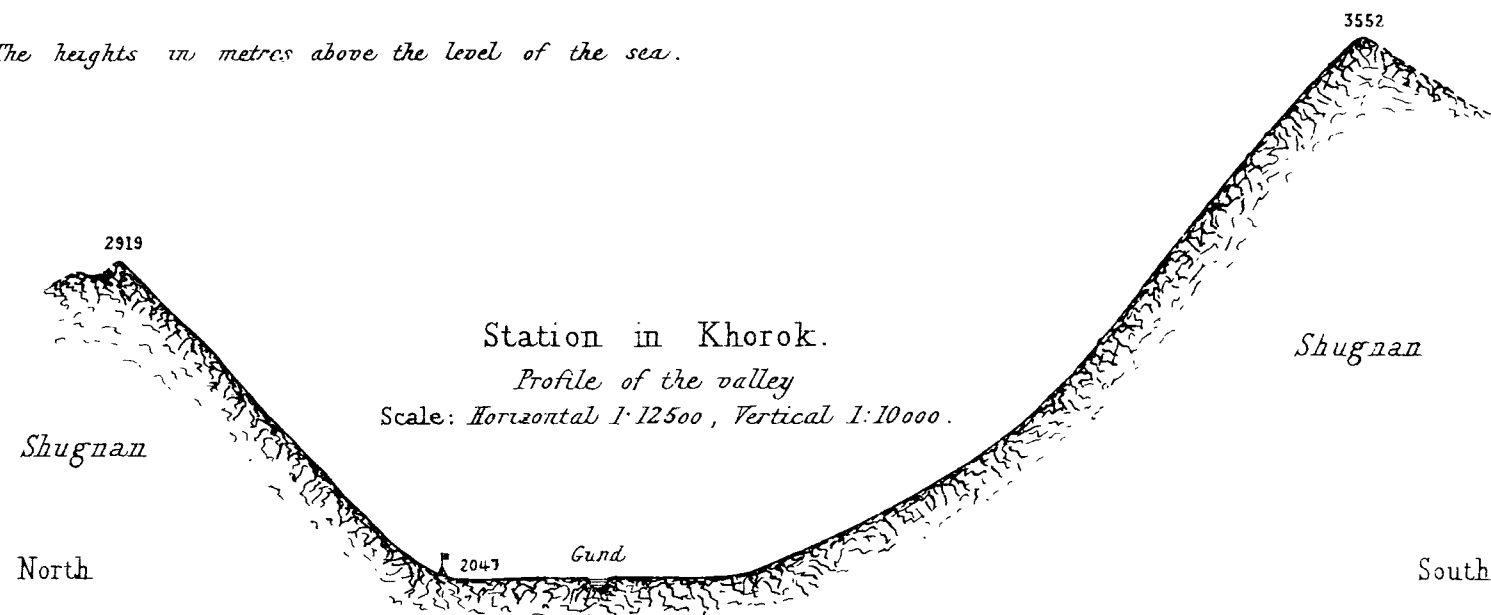 3552
The heights in metres above the level of the sea.
2919
Station in Khorok.
Profile of the valley
Scale: Horizontal 1:12500, Vertical 1:10000.
Shugnan
Shugnan
2043
Gund
North
South